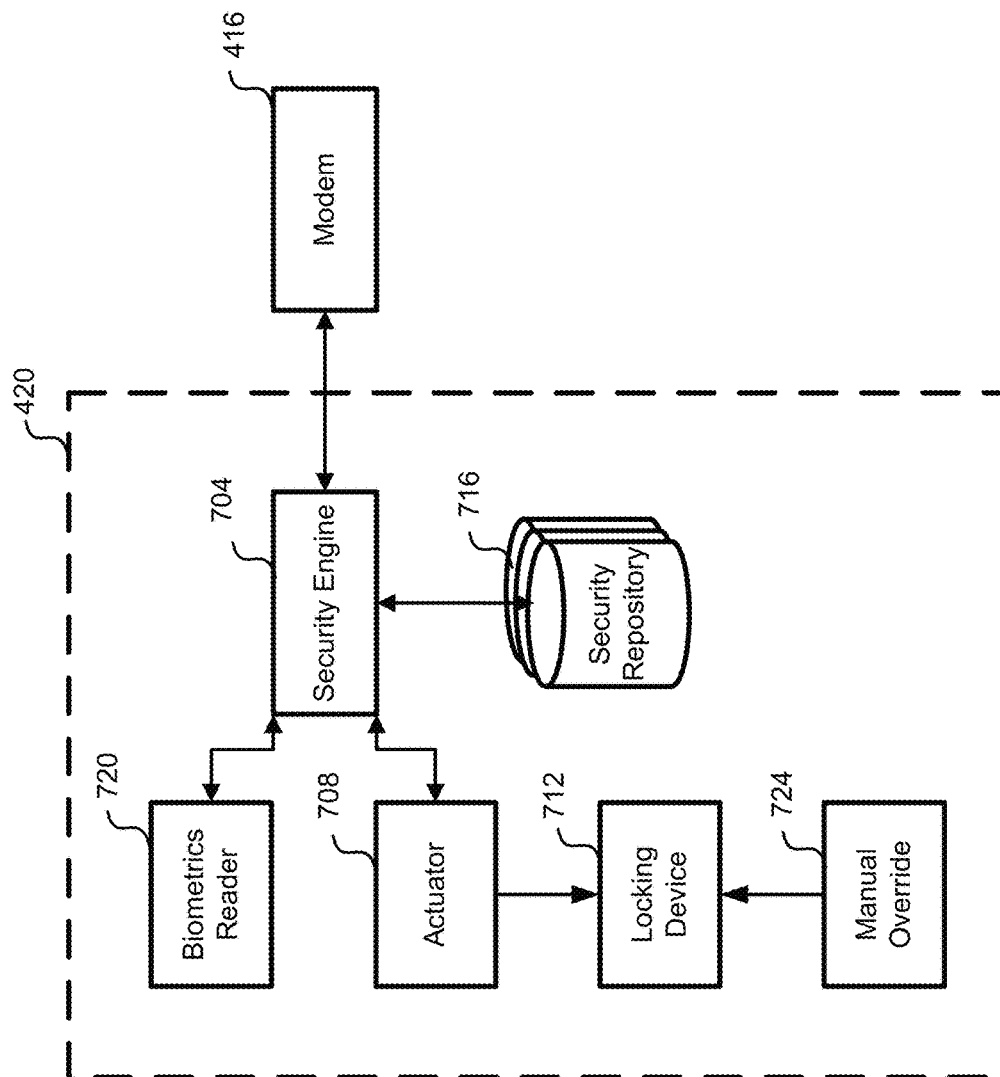 420
416
Modem
704
Security Engine
716
Security
Repository
720
Biometrics
Reader
708
Actuator
712
Locking
Device
724
Manual
Override